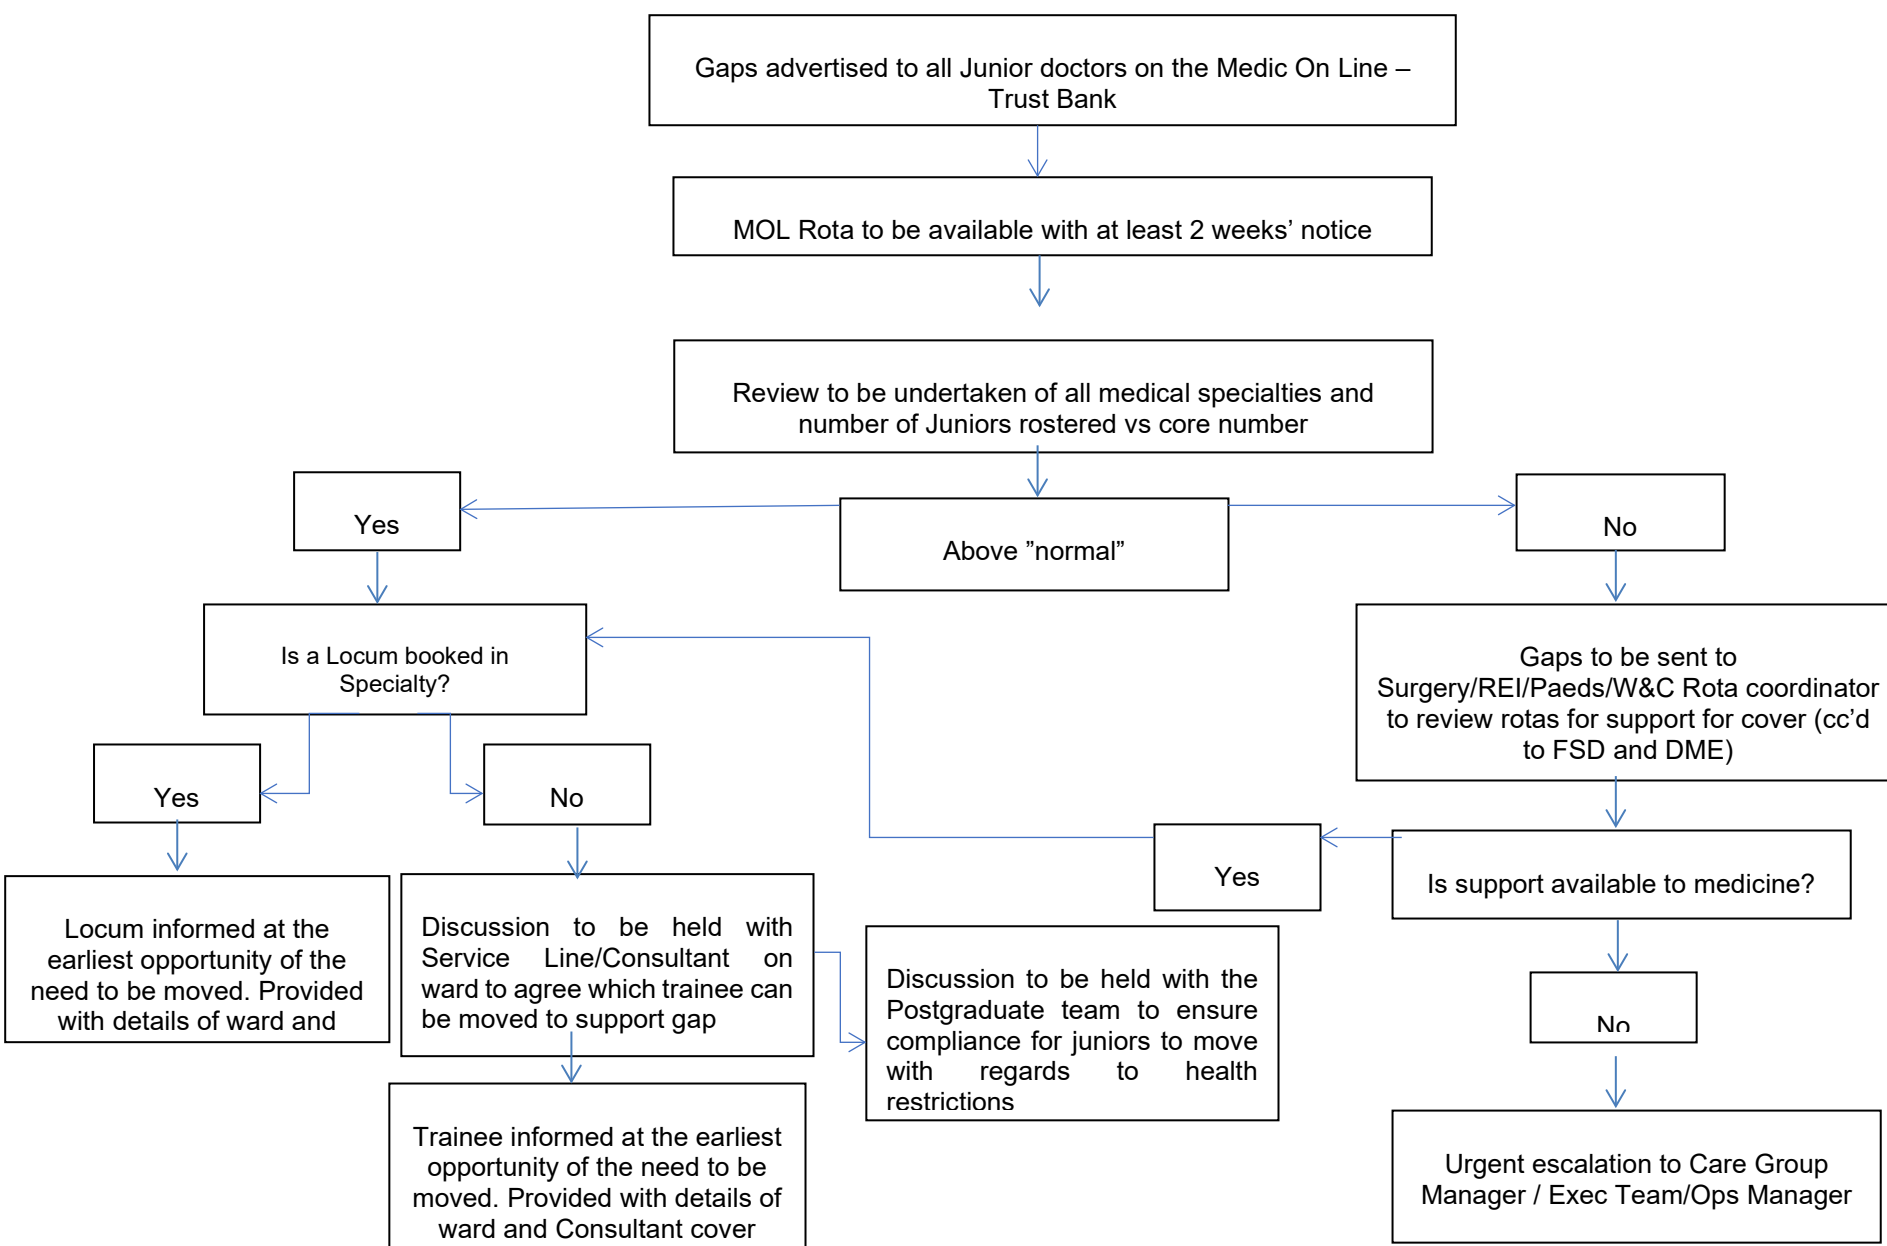 Gaps advertised to all Junior doctors on the Medic On Line –
Trust Bank
MOL Rota to be available with at least 2 weeks’ notice
Review to be undertaken of all medical specialties and
number of Juniors rostered vs core number
Yes
Above ”normal”
No
Is a Locum booked in
Specialty?
Gaps to be sent to
Surgery/REI/Paeds/W&C Rota coordinator
to review rotas for support for cover (cc’d
to FSD and DME)
Yes
No
Yes
Is support available to medicine?
Locum informed at the
earliest opportunity of the
need to be moved. Provided
with details of ward and
Discussion to be held with
Service Line/Consultant on
ward to agree which trainee can
be moved to support gap
Discussion to be held with the
Postgraduate team to ensure
compliance for juniors to move
with regards to health
restrictions
No
Trainee informed at the earliest
opportunity of the need to be
moved. Provided with details of
ward and Consultant cover
Urgent escalation to Care Group
Manager / Exec Team/Ops Manager